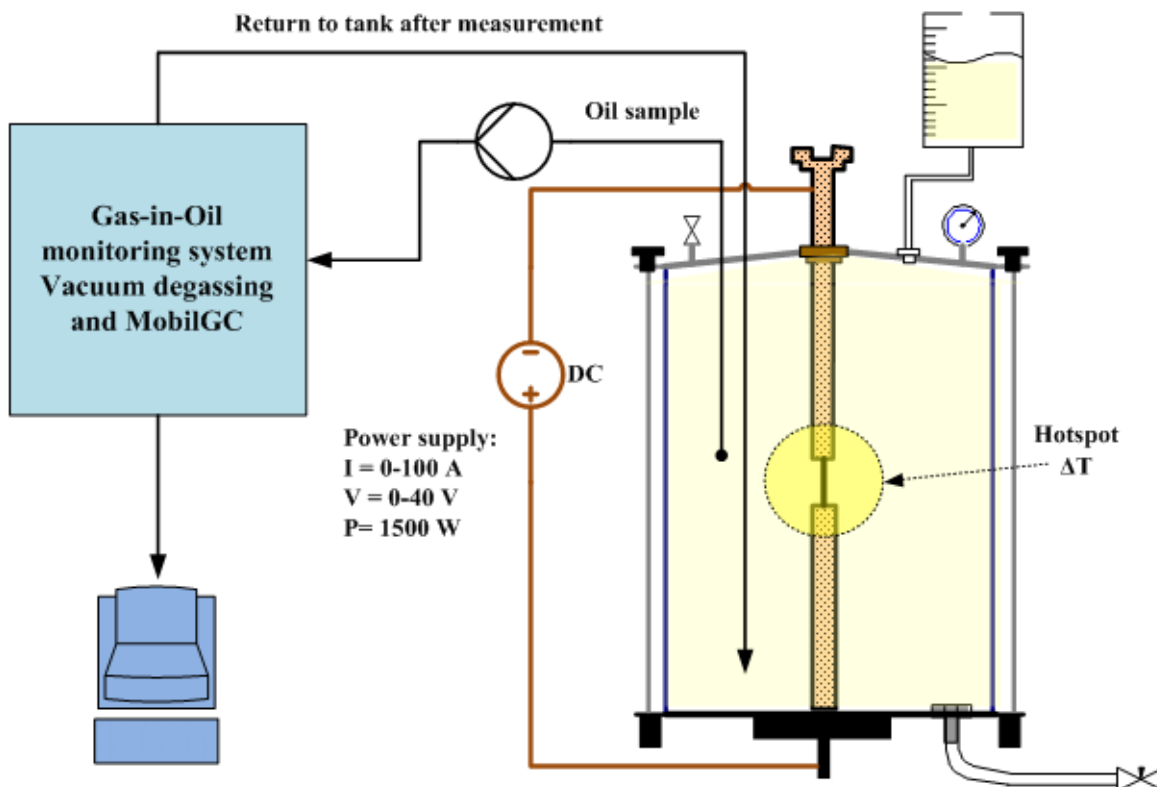 Return to tank after measurement
Oil sample
Gas-in-Oil
monitoring system
Vacuum degassing
and MobilGC
−
+
DC
Power supply:
I = 0-100 A
V = 0-40 V
P= 1500 W
Hotspot
ΔT